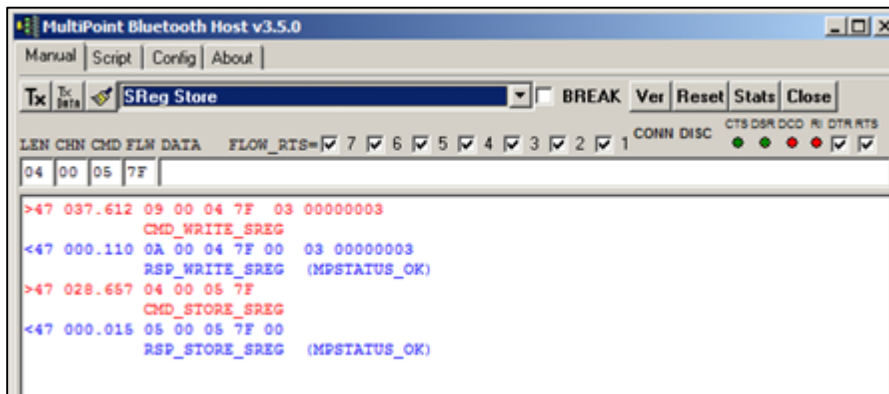 MultiPoint Bluetooth Host v3.5.0
Manual Script Config About
Tx Tx Data SReg Store BREAK Ver Reset Stats Close
LEN CHN CMD FLW DATA FLOW_RTS= 7 6 5 4 3 2 1 CONN DISC CTS DSR DCD RI DTR RTS
04 00 05 7F
>47 037.612 09 00 04 7F 03 00000003
CMD_WRITE_SREG
<47 000.110 0A 00 04 7F 00 03 00000003
RSP_WRITE_SREG (MPSTATUS_OK)
>47 028.657 04 00 05 7F
CMD_STORE_SREG
<47 000.015 05 00 05 7F 00
RSP_STORE_SREG (MPSTATUS_OK)